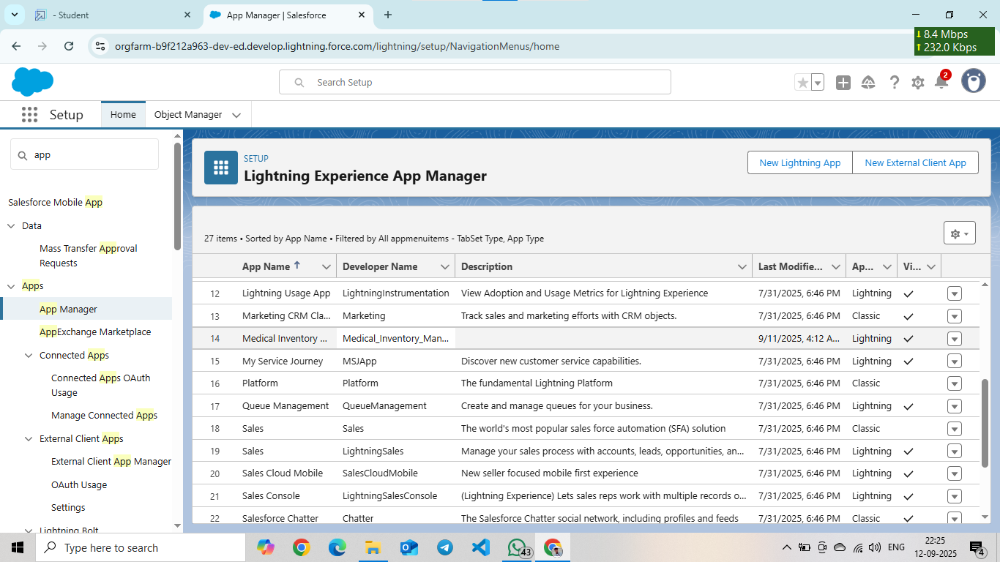 - Student
App Manager | Salesforce
orgfarm-b9f212a963-dev-ed.develop.lightning.force.com/lightning/setup/NavigationMenus/home
8.4 Mbps
232.0 Kbps
Search Setup
2
Setup
Home
Object Manager
app
Salesforce Mobile App
Data
Mass Transfer Approval
Requests
Apps
App Manager
AppExchange Marketplace
Connected Apps
Connected Apps OAuth
Usage
Manage Connected Apps
External Client Apps
External Client App Manager
OAuth Usage
Settings
Lightning Bolt
SETUP
Lightning Experience App Manager
New Lightning App
New External Client App
27 items • Sorted by App Name • Filtered by All appmenuitems - TabSet Type, App Type
App Name Developer Name Description Last Modifie... Ap... Vi...
12 Lightning Usage App LightningInstrumentation View Adoption and Usage Metrics for Lightning Experience 7/31/2025, 6:46 PM Lightning
13 Marketing CRM Cla... Marketing Track sales and marketing efforts with CRM objects. 7/31/2025, 6:46 PM Classic
14 Medical Inventory ... Medical_Inventory_Man... 9/11/2025, 4:12 A... Lightning
15 My Service Journey MSJApp Discover new customer service capabilities. 7/31/2025, 6:46 PM Lightning
16 Platform Platform The fundamental Lightning Platform 7/31/2025, 6:46 PM Classic
17 Queue Management QueueManagement Create and manage queues for your business. 7/31/2025, 6:46 PM Lightning
18 Sales Sales The world's most popular sales force automation (SFA) solution 7/31/2025, 6:46 PM Classic
19 Sales LightningSales Manage your sales process with accounts, leads, opportunities, an... 7/31/2025, 6:46 PM Lightning
20 Sales Cloud Mobile SalesCloudMobile New seller focused mobile first experience 7/31/2025, 6:46 PM Lightning
21 Sales Console LightningSalesConsole (Lightning Experience) Lets sales reps work with multiple records o... 7/31/2025, 6:46 PM Lightning
22 Salesforce Chatter Chatter The Salesforce Chatter social network, including profiles and feeds 7/31/2025, 6:46 PM Classic
Type here to search
43
ENG
22:25
12-09-2025
4